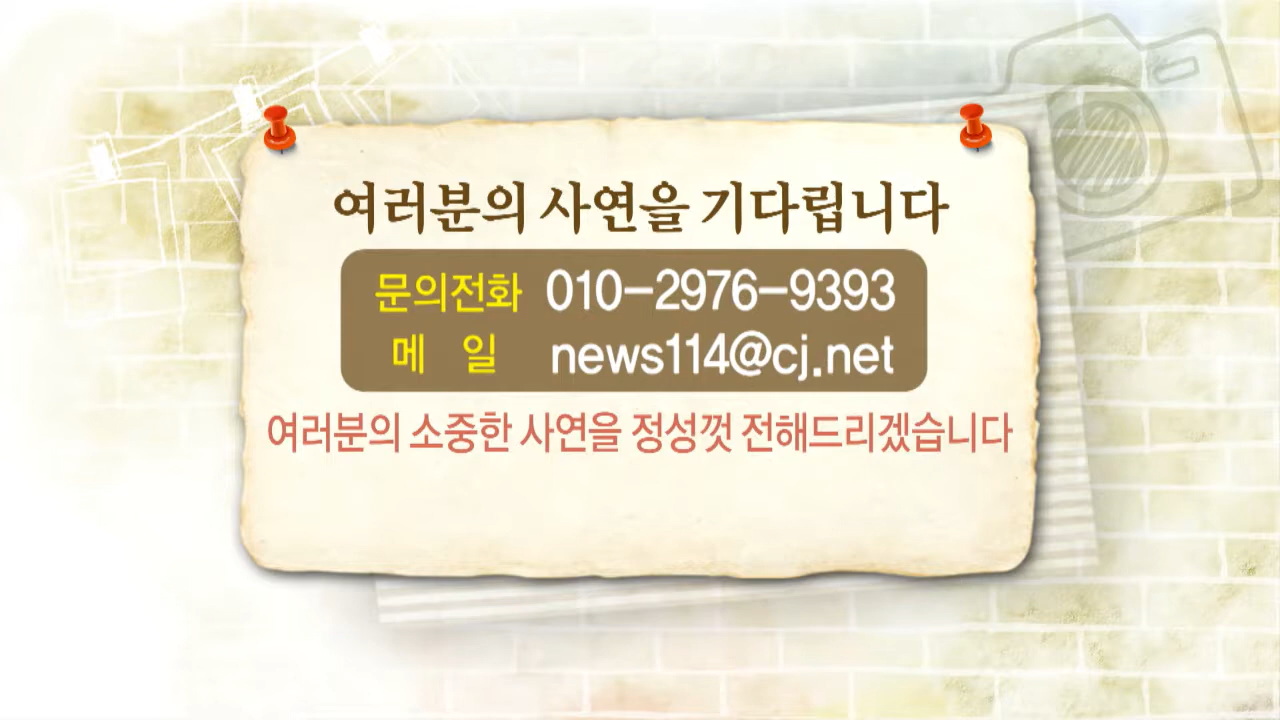 여러분의 사연을 기다립니다
문의전화 010-2976-9393
메 일 news114@cj.net
여러분의 소중한 사연을 정성껏 전해드리겠습니다